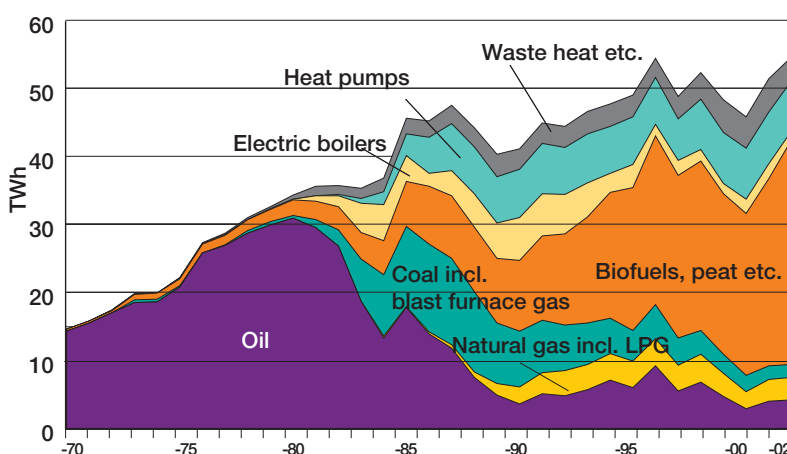 60
50
40
30
20
10
0
TWh
Waste heat etc.
Heat pumps
Electric boilers
Coal incl.
blast furnace gas
Biofuels, peat etc.
Natural gas incl. LPG
Oil
-70 -75 -80 -85 -90 -95 -00 -02